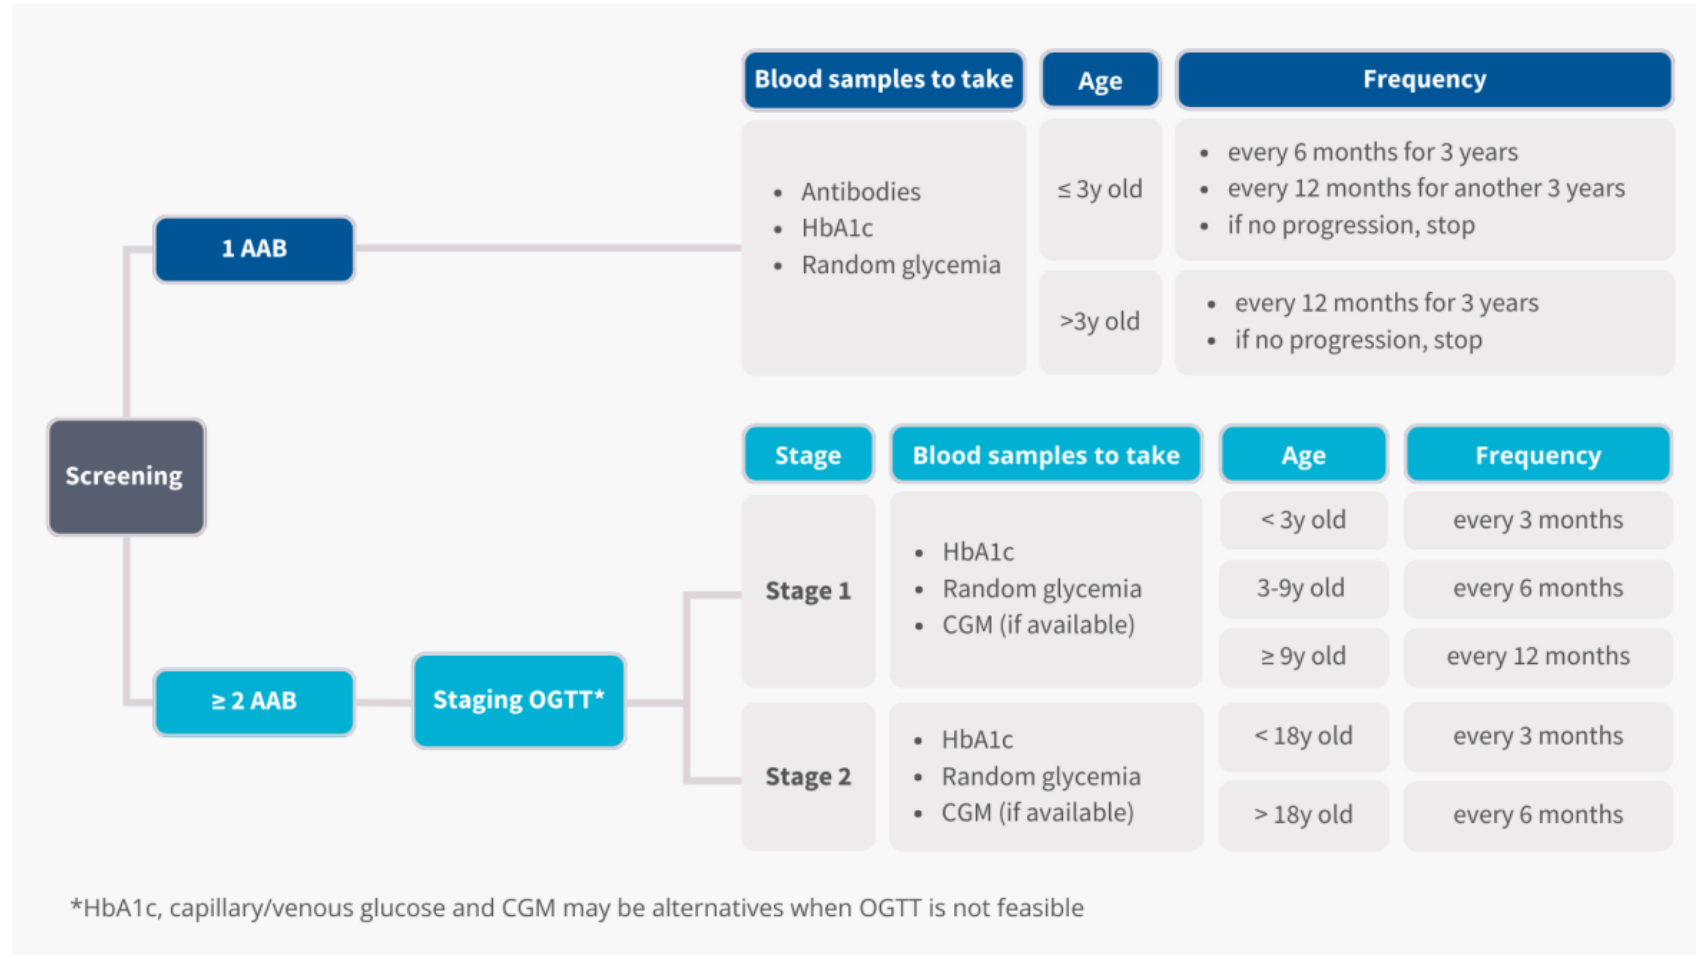 Blood samples to take
Age
Frequency
• Antibodies
• HbA1c
• Random glycemia
≤ 3y old
• every 6 months for 3 years
• every 12 months for another 3 years
• if no progression, stop
>3y old
• every 12 months for 3 years
• if no progression, stop
1 AAB
Screening
≥ 2 AAB
Staging OGTT*
Stage
Blood samples to take
Age
Frequency
Stage 1
• HbA1c
• Random glycemia
• CGM (if available)
< 3y old
every 3 months
3-9y old
every 6 months
≥ 9y old
every 12 months
Stage 2
• HbA1c
• Random glycemia
• CGM (if available)
< 18y old
every 3 months
> 18y old
every 6 months
*HbA1c, capillary/venous glucose and CGM may be alternatives when OGTT is not feasible